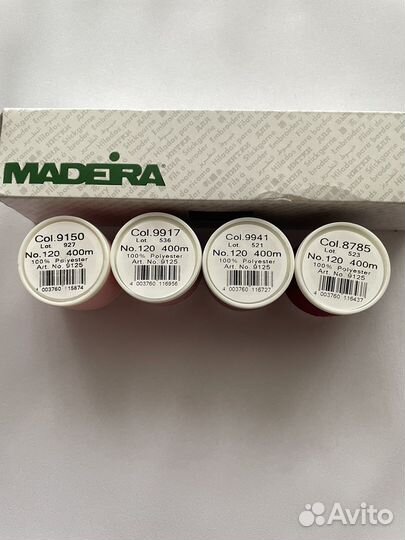 MADEIRA
Col.9150
Lot. 927
No.120 400m
100% Polyester
Art. No. 9125
4 003760 115874
Col.9917
Lot. 536
No.120 400m
100% Polyester
Art. No. 9125
4 003760 116956
Col.9941
Lot. 521
No.120 400m
100% Polyester
Art. No. 9125
4 003760 116727
Col.8785
Lot. 523
No.120 400m
100% Polyester
Art. No. 9125
4 003760 116437
Avito